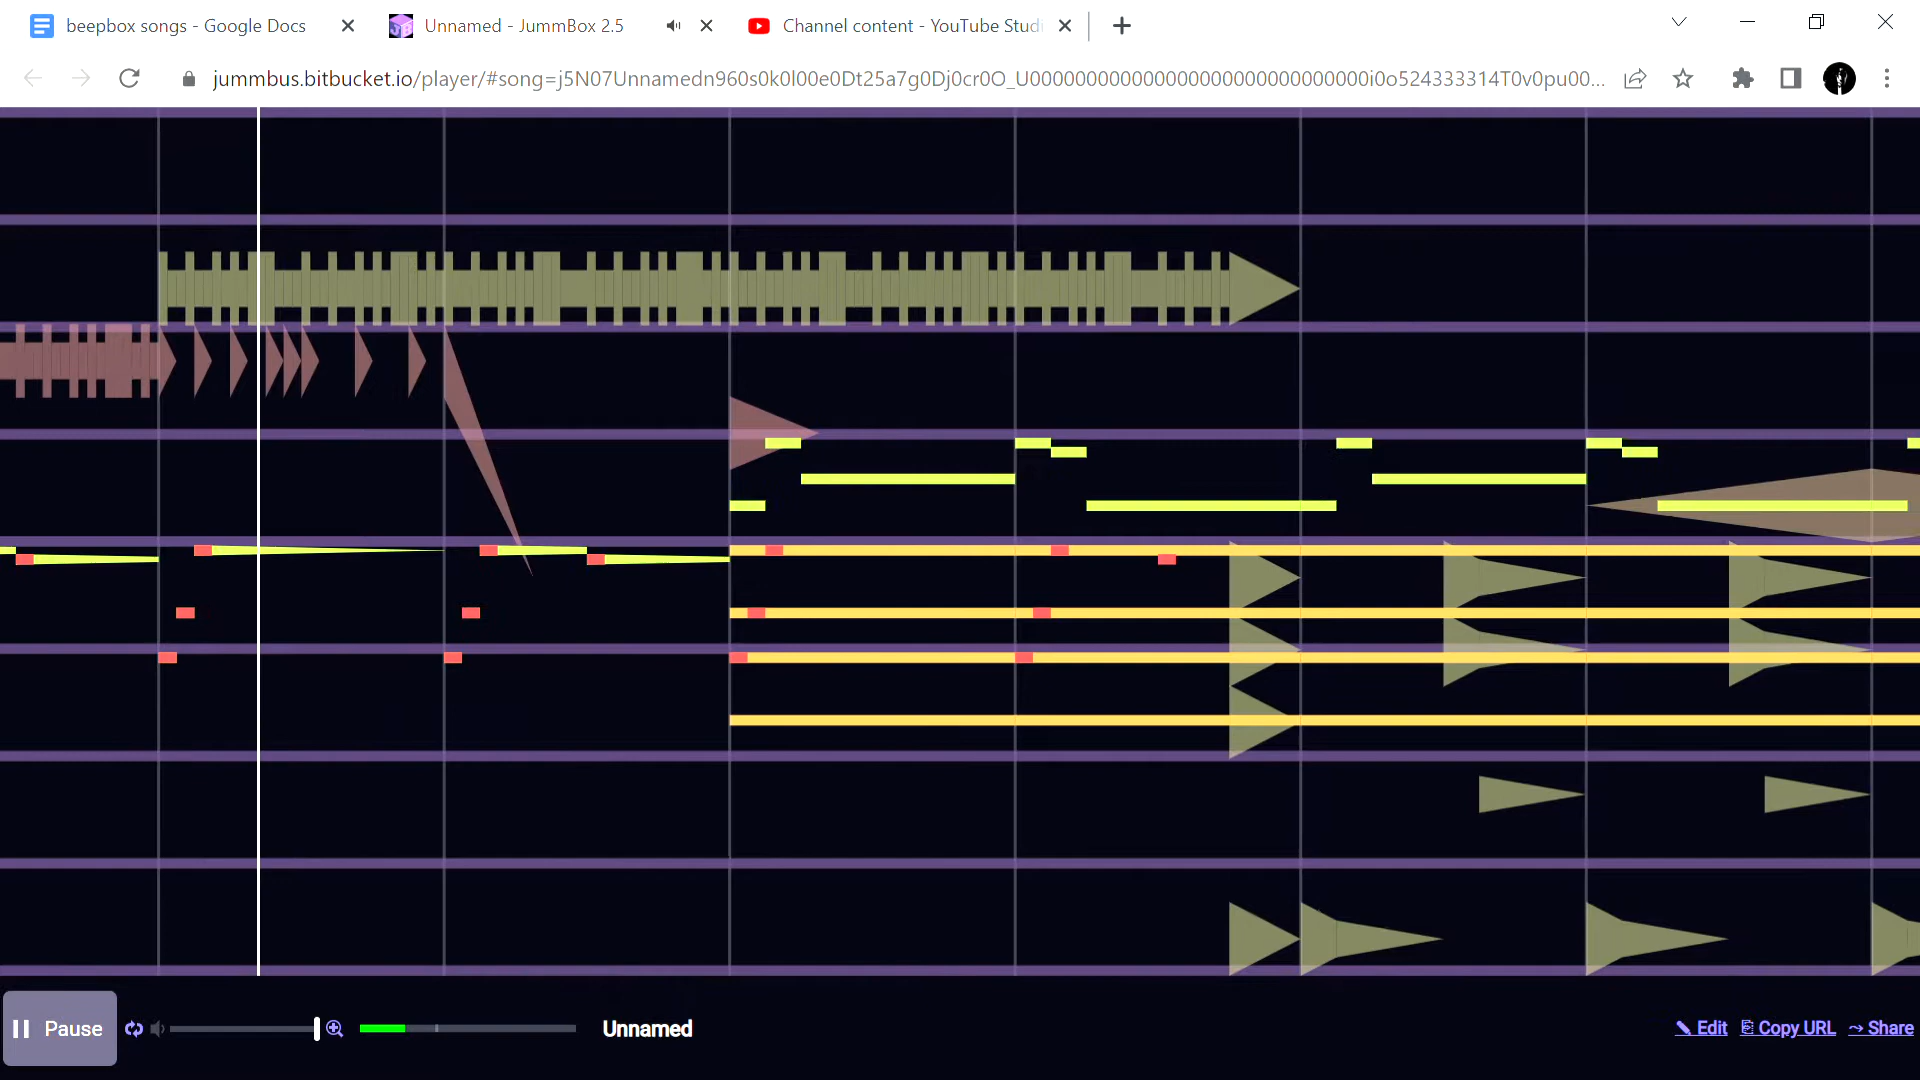 beepbox songs - Google Docs
Unnamed - JummBox 2.5
Channel content - YouTube Studi
jummbus.bitbucket.io/player/#song=j5N07Unnamedn960s0k0l00e0Dt25a7g0Dj0cr0O_U00000000000000000000000000000i0o524333314T0v0pu00...
Pause
Unnamed
Edit
Copy URL
Share